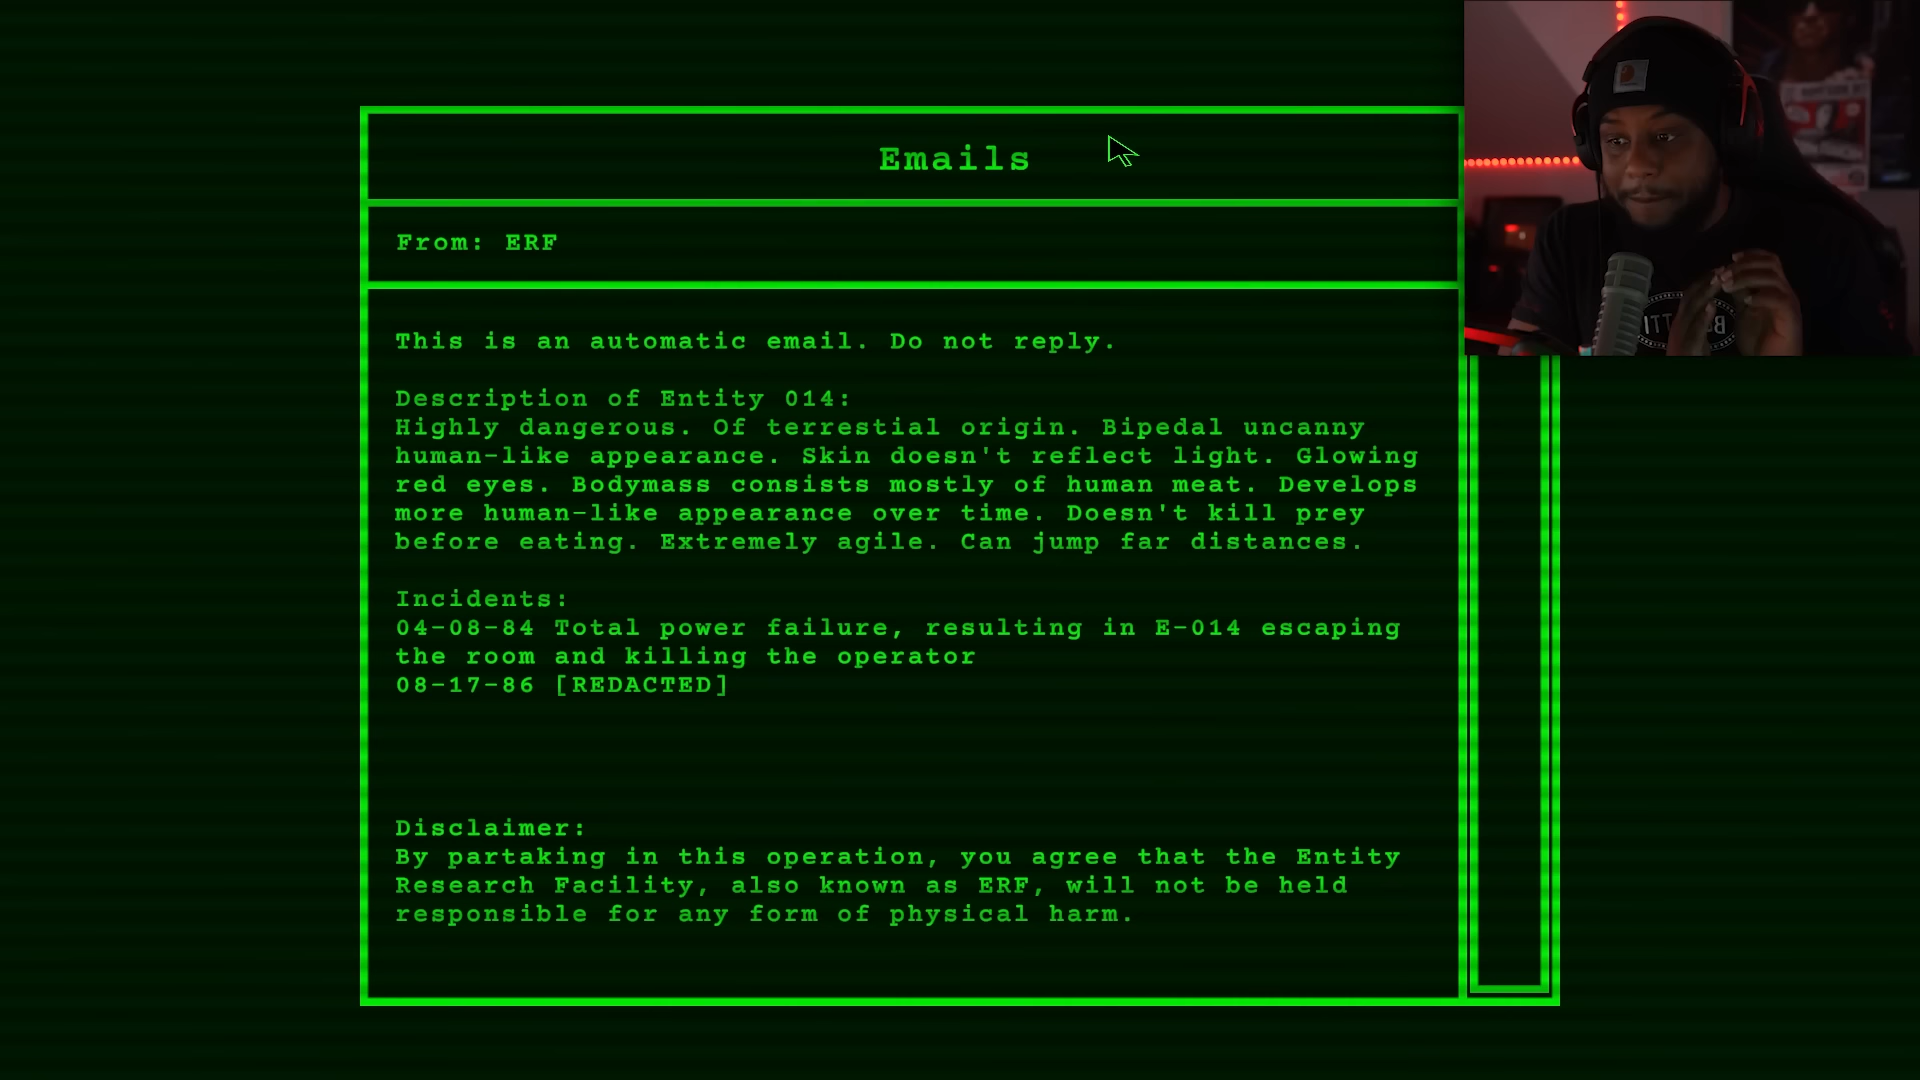 Emails
From: ERF
This is an automatic email. Do not reply.
Description of Entity 014:
Highly dangerous. Of terrestial origin. Bipedal uncanny
human-like appearance. Skin doesn't reflect light. Glowing
red eyes. Bodymass consists mostly of human meat. Develops
more human-like appearance over time. Doesn't kill prey
before eating. Extremely agile. Can jump far distances.
Incidents:
04-08-84 Total power failure, resulting in E-014 escaping
the room and killing the operator
08-17-86 [REDACTED]
Disclaimer:
By partaking in this operation, you agree that the Entity
Research Facility, also known as ERF, will not be held
responsible for any form of physical harm.